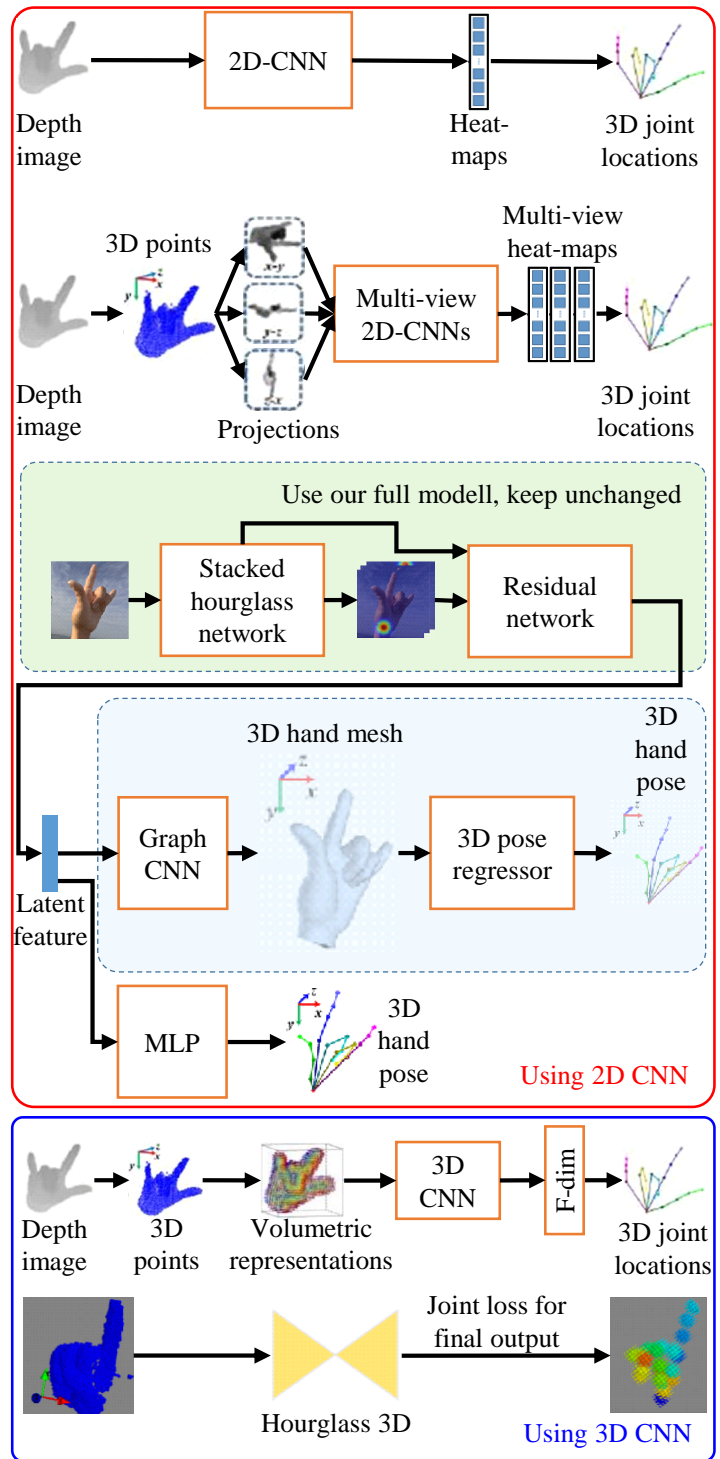 2D-CNN
Depth
image
Heat-
maps
3D joint
locations
3D points
z
x
y
x-y
y-z
z-x
Projections
Multi-view
2D-CNNs
Multi-view
heat-maps
Depth
image
3D joint
locations
Use our full modell, keep unchanged
Stacked
hourglass
network
Residual
network
3D hand mesh
z
x
y
3D
hand
pose
z
x
y
Graph
CNN
3D pose
regressor
Latent
feature
MLP
z
x
y
3D
hand
pose
Using 2D CNN
z
x
y
3D
CNN
F-dim
Depth
image
3D
points
Volumetric
representations
3D joint
locations
Joint loss for
final output
Hourglass 3D
Using 3D CNN